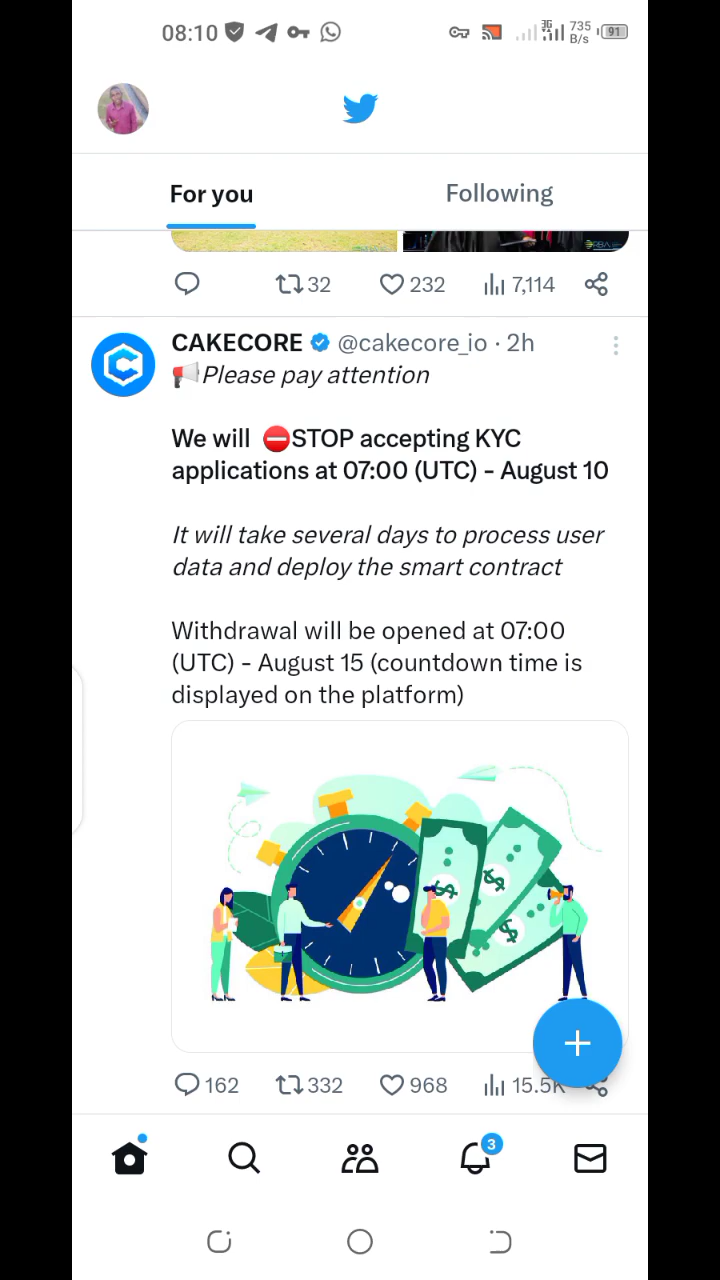 08:10 3G 735 B/s 91
For you Following
32 232 7,114
CAKECORE @cakecore_io · 2h
📢Please pay attention
We will ⛔STOP accepting KYC
applications at 07:00 (UTC) - August 10
It will take several days to process user
data and deploy the smart contract
Withdrawal will be opened at 07:00
(UTC) - August 15 (countdown time is
displayed on the platform)
162 332 968 15.5K
3